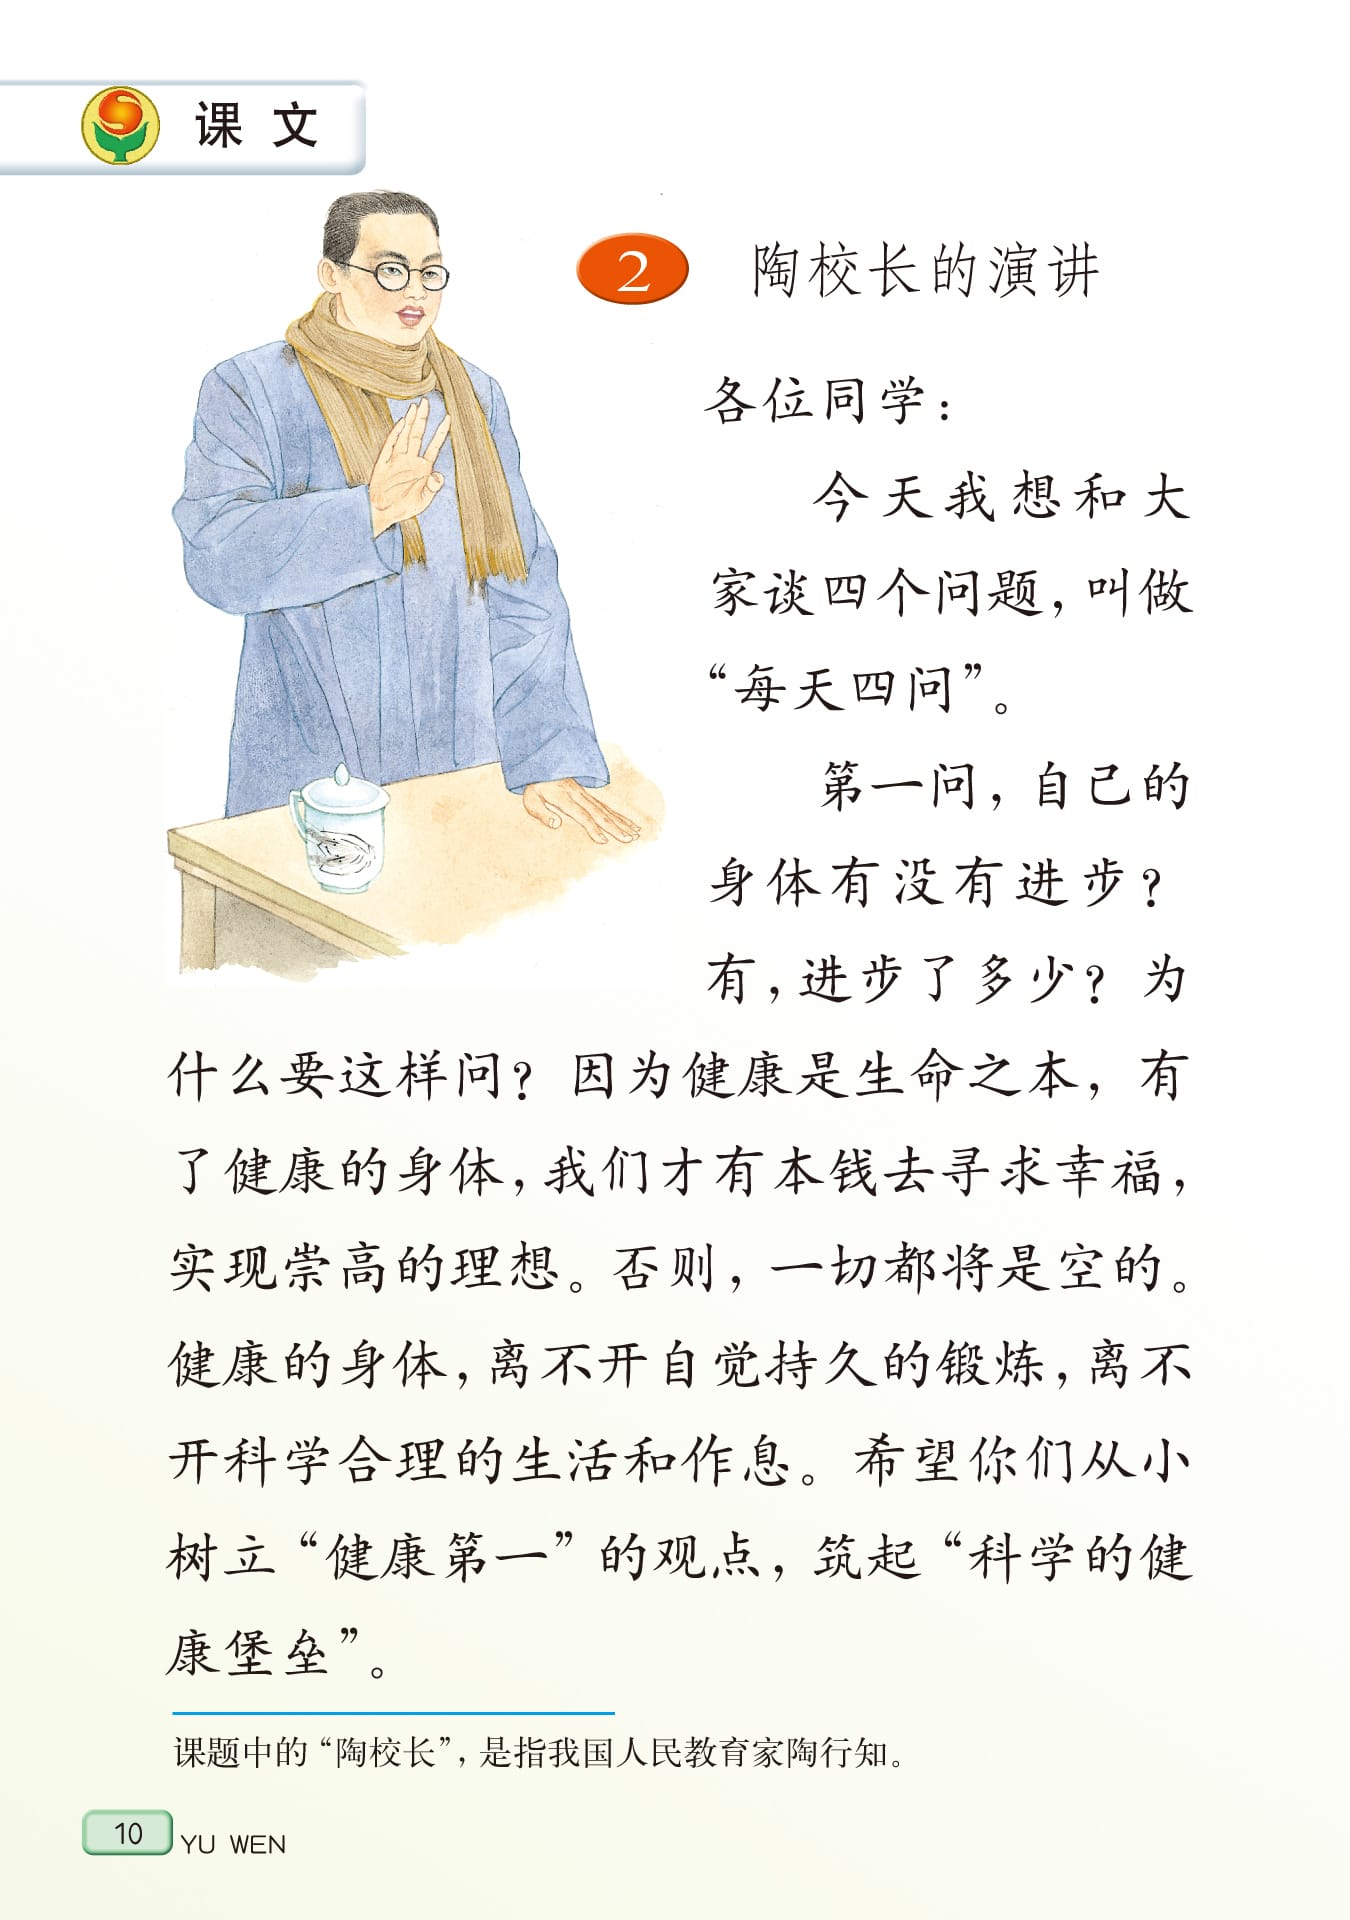 课文
2 陶校长的演讲
各位同学：
今天我想和大
家谈四个问题，叫做
“每天四问”。
第一问，自己的
身体有没有进步？
有，进步了多少？为
什么要这样问？因为健康是生命之本，有
了健康的身体，我们才有本钱去寻求幸福，
实现崇高的理想。否则，一切都将是空的。
健康的身体，离不开自觉持久的锻炼，离不
开科学合理的生活和作息。希望你们从小
树立“健康第一”的观点，筑起“科学的健
康堡垒”。
课题中的“陶校长”，是指我国人民教育家陶行知。
10 YU WEN